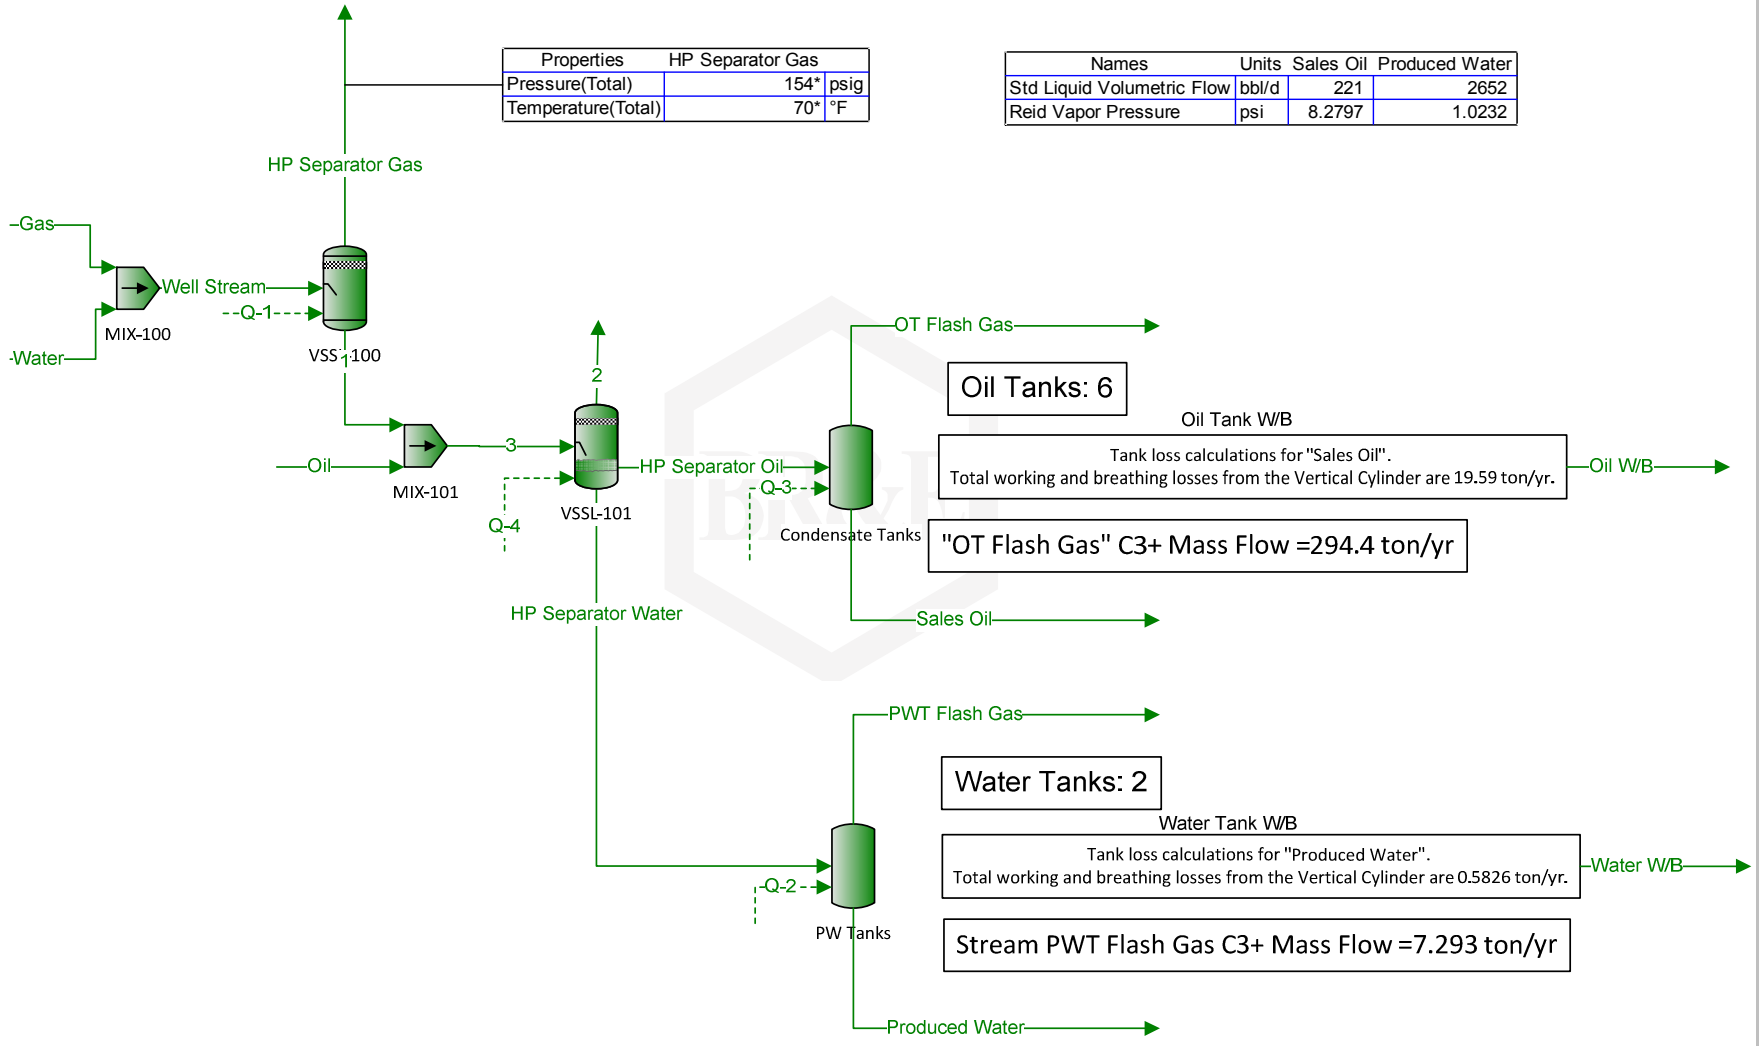 Properties HP Separator Gas
Pressure(Total) 154* psig
Temperature(Total) 70* °F
Names Units Sales Oil Produced Water
Std Liquid Volumetric Flow bbl/d 221 2652
Reid Vapor Pressure psi 8.2797 1.0232
HP Separator Gas
Gas
Well Stream
Q-1
MIX-100
Water
VSSL-100
1
2
OT Flash Gas
Oil Tanks: 6
Oil Tank W/B
3
Oil
MIX-101
HP Separator Oil
Q-3
Tank loss calculations for "Sales Oil".
Total working and breathing losses from the Vertical Cylinder are 19.59 ton/yr.
Oil W/B
Q-4
VSSL-101
BR&E
Condensate Tanks
"OT Flash Gas" C3+ Mass Flow =294.4 ton/yr
HP Separator Water
Sales Oil
PWT Flash Gas
Water Tanks: 2
Water Tank W/B
Tank loss calculations for "Produced Water".
Total working and breathing losses from the Vertical Cylinder are 0.5826 ton/yr.
Water W/B
Q-2
PW Tanks
Stream PWT Flash Gas C3+ Mass Flow =7.293 ton/yr
Produced Water